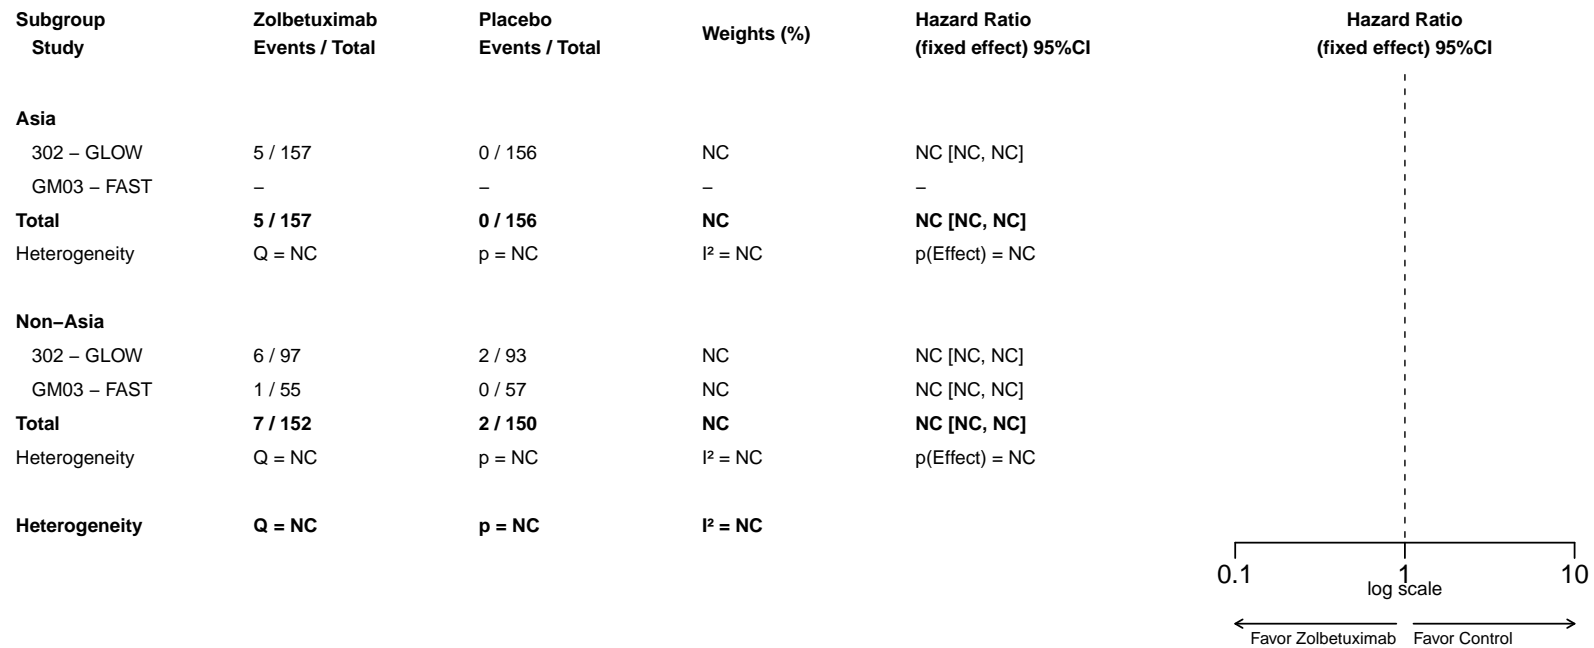 Subgroup Zolbetuximab Placebo Weights (%) Hazard Ratio Hazard Ratio
Study Events / Total Events / Total (fixed effect) 95%CI (fixed effect) 95%CI
Asia
302 – GLOW 5 / 157 0 / 156 NC NC [NC, NC]
GM03 – FAST – – – –
Total 5 / 157 0 / 156 NC NC [NC, NC]
Heterogeneity Q = NC p = NC I² = NC p(Effect) = NC
Non–Asia
302 – GLOW 6 / 97 2 / 93 NC NC [NC, NC]
GM03 – FAST 1 / 55 0 / 57 NC NC [NC, NC]
Total 7 / 152 2 / 150 NC NC [NC, NC]
Heterogeneity Q = NC p = NC I² = NC p(Effect) = NC
Heterogeneity Q = NC p = NC I² = NC
0.1 1 10
log scale
Favor Zolbetuximab Favor Control